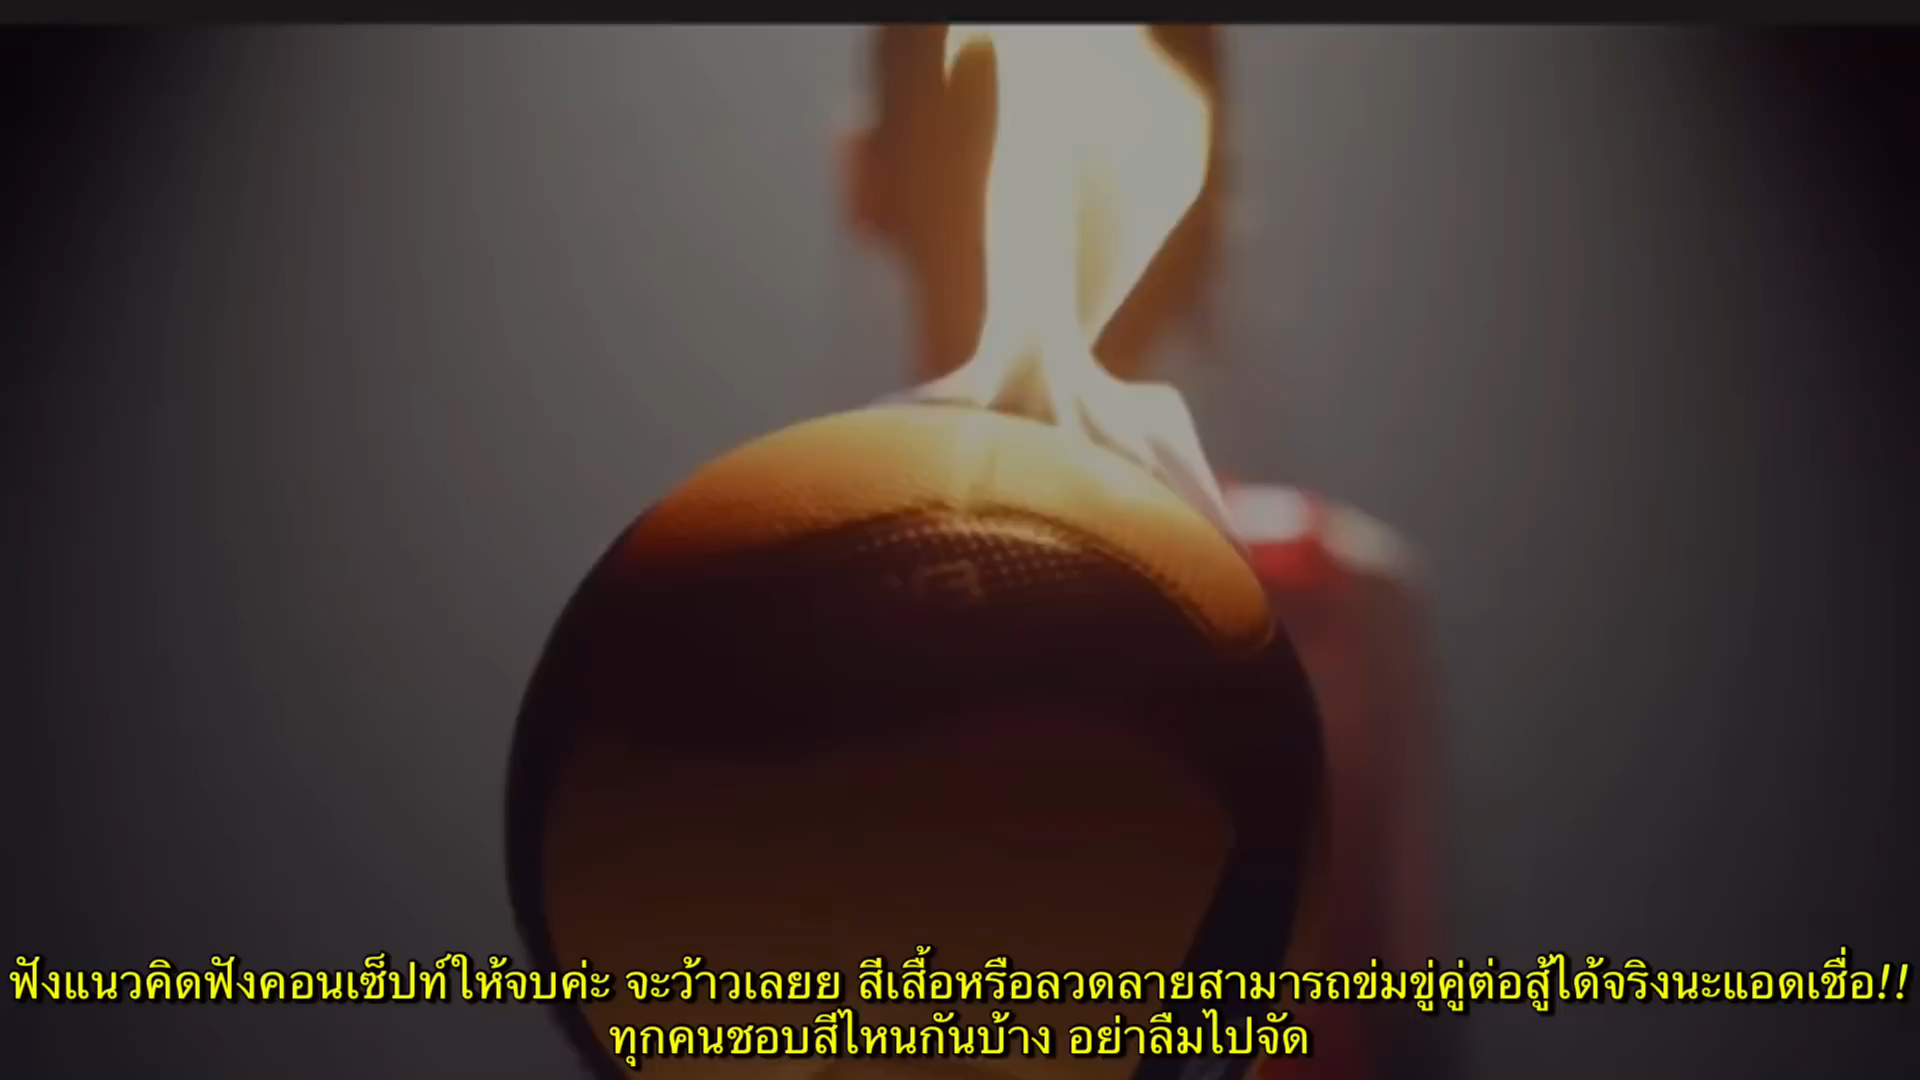 ฟังแนวคิดฟังคอนเซ็ปท์ให้จบค่ะ จะว้าวเลยย สีเสื้อหรือลวดลายสามารถข่มขู่คู่ต่อสู้ได้จริงนะแอดเชื่อ!!
ทุกคนชอบสีไหนกันบ้าง อย่าลืมไปจัด